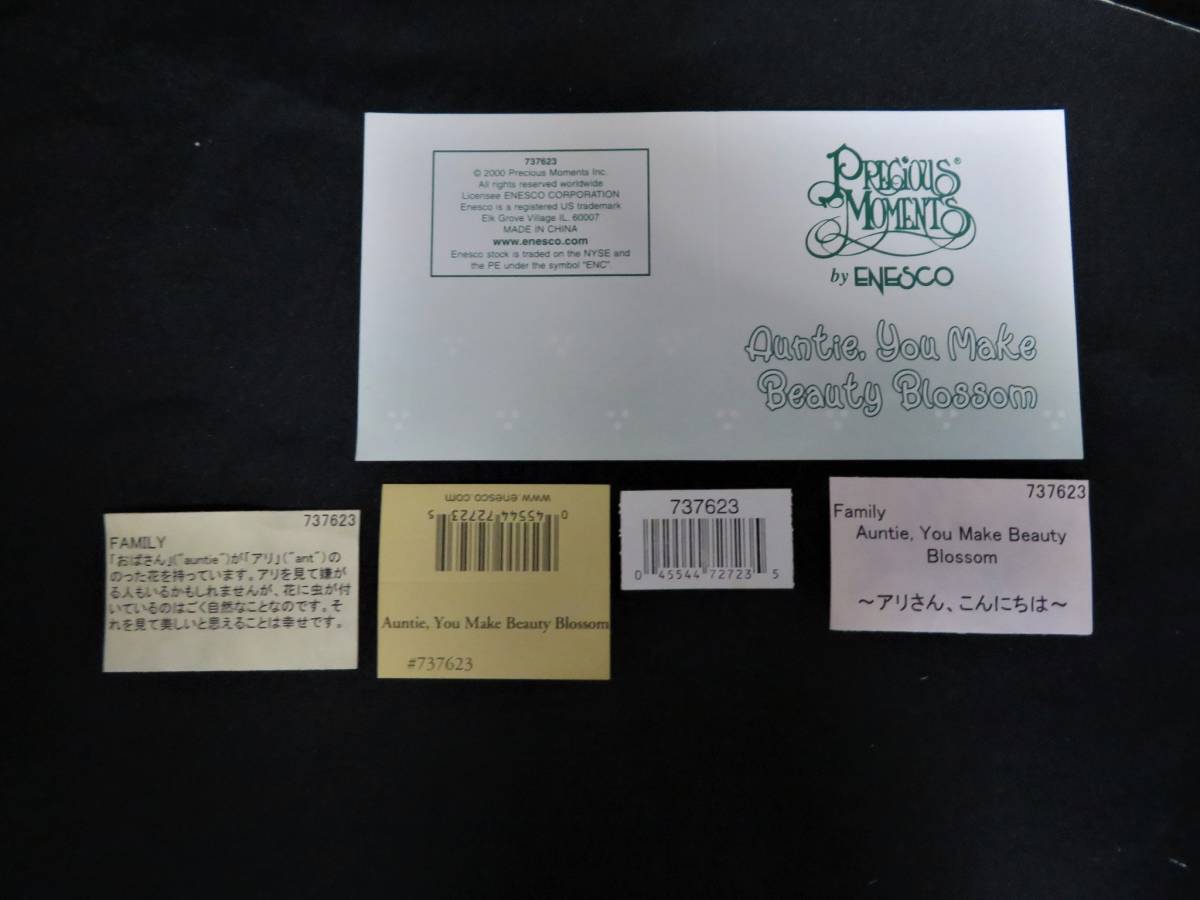 737623
© 2000 Precious Moments Inc.
All rights reserved worldwide
Licensee ENESCO CORPORATION
Enesco is a registered US trademark
Elk Grove Village IL. 60007
MADE IN CHINA
www.enesco.com
Enesco stock is traded on the NYSE and
the PE under the symbol "ENC".
PRECIOUS®
MOMENTS
by ENESCO
Auntie, You Make
Beauty Blossom
737623
FAMILY
「おばさん」("auntie")が「アリ」("ant")の
のった花を持っています。アリを見て嫌が
る人もいるかもしれませんが、花に虫が付
いているのはごく自然なことなのです。そ
れを見て美しいと思えることは幸せです。
www.enesco.com
0 45544 72723 5
Auntie, You Make Beauty Blossom
#737623
737623
0 45544 72723 5
737623
Family
Auntie, You Make Beauty
Blossom
～アリさん、こんにちは～